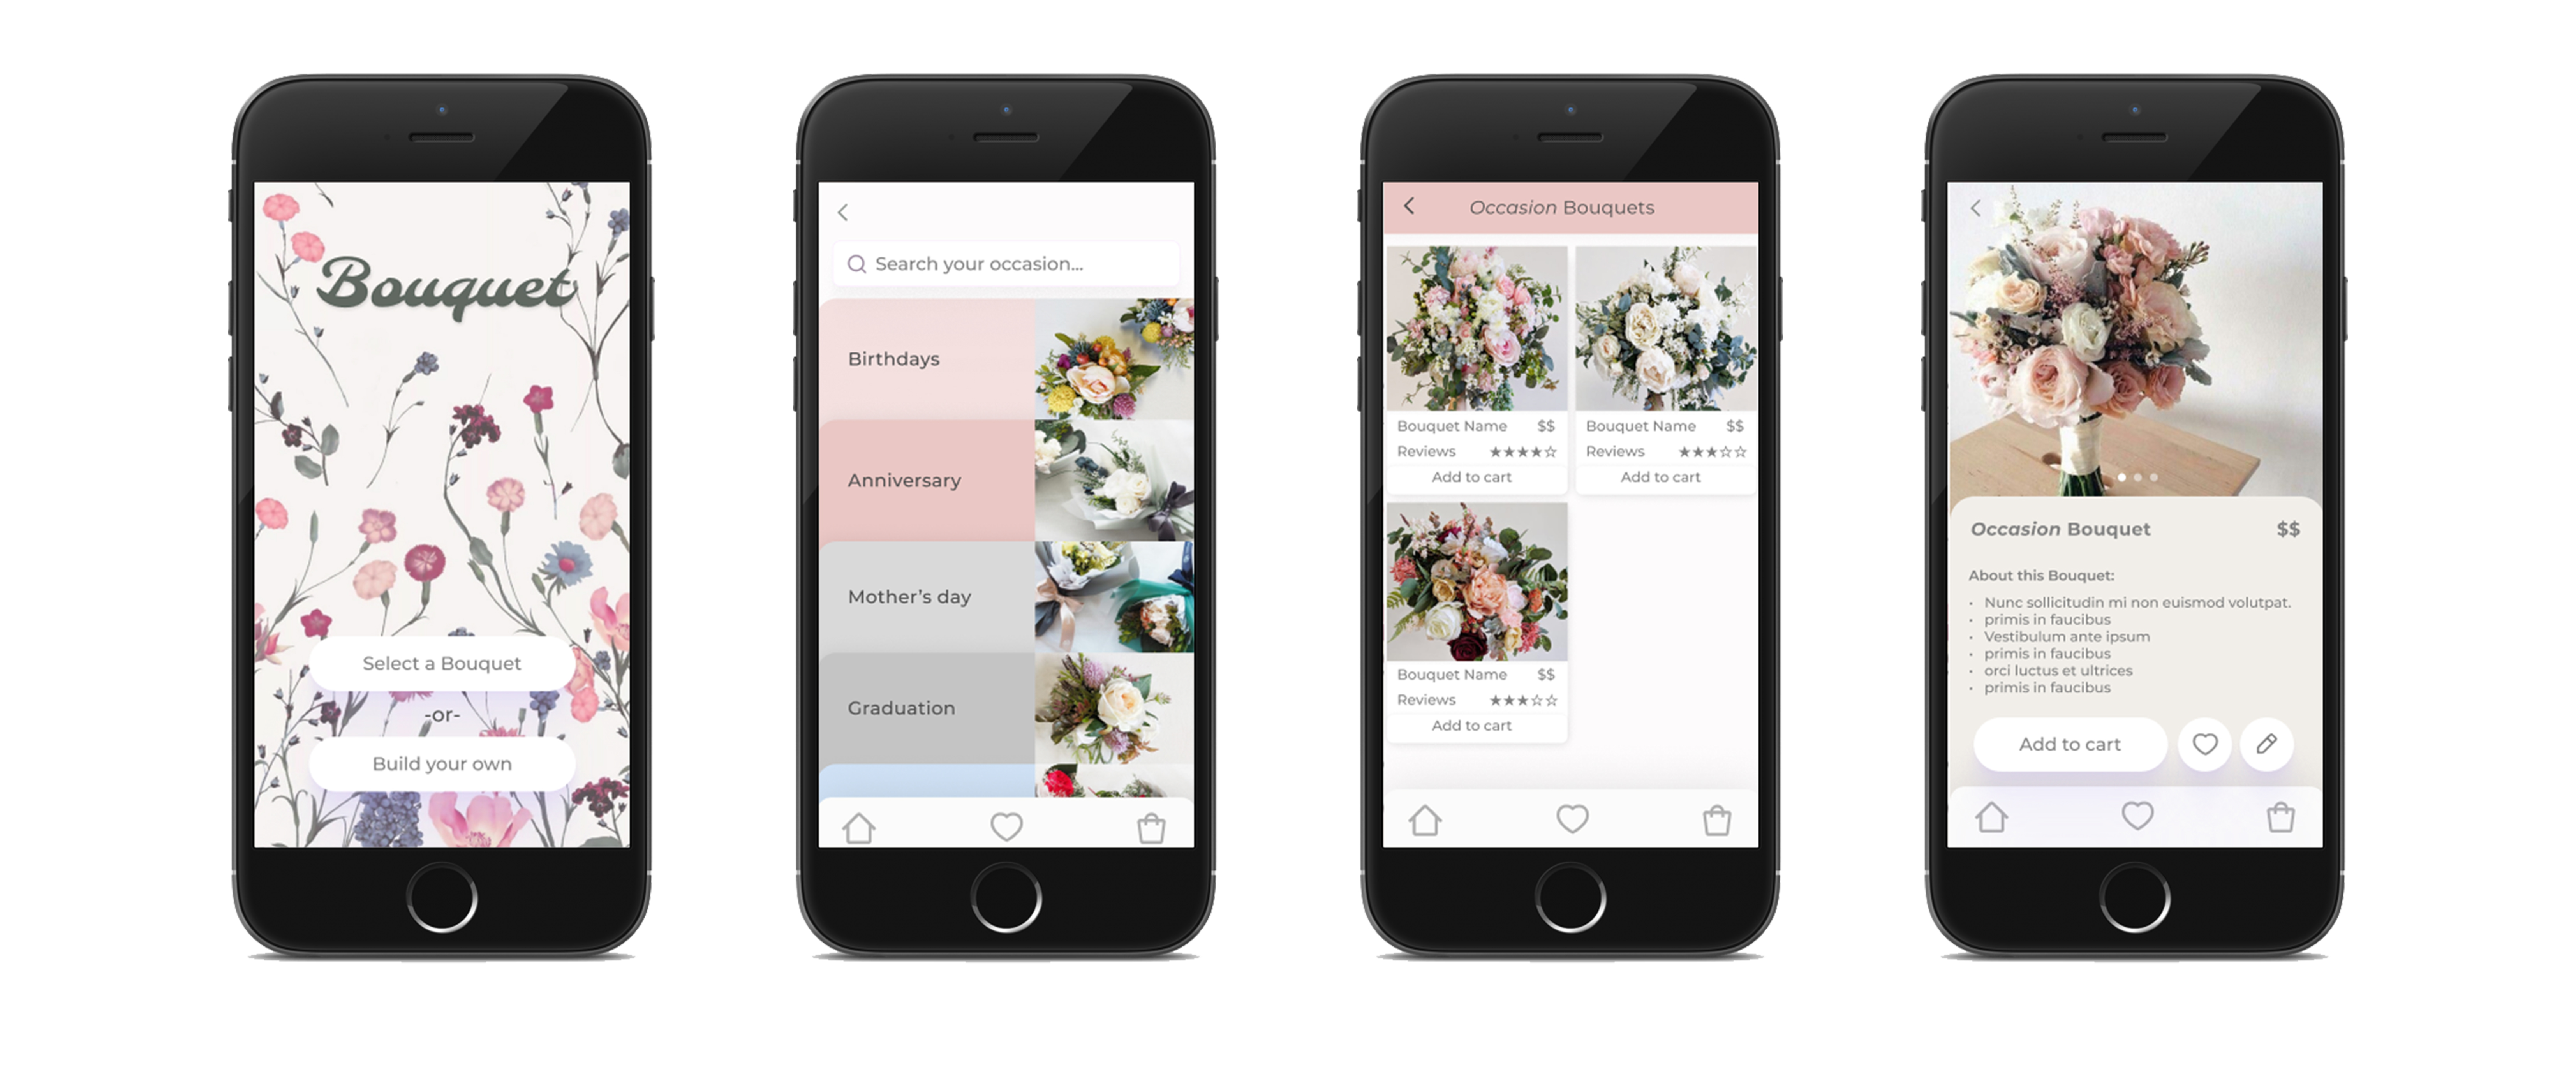 Bouquet
Select a Bouquet
-or-
Build your own
Search your occasion...
Birthdays
Anniversary
Mother's day
Graduation
Occasion Bouquets
Bouquet Name $$
Reviews ★★★★☆
Add to cart
Bouquet Name $$
Reviews ★★★☆☆
Add to cart
Bouquet Name $$
Reviews ★★★☆☆
Add to cart
Occasion Bouquet $$
About this Bouquet:
• Nunc sollicitudin mi non euismod volutpat.
• primis in faucibus
• Vestibulum ante ipsum
• primis in faucibus
• orci luctus et ultrices
• primis in faucibus
Add to cart